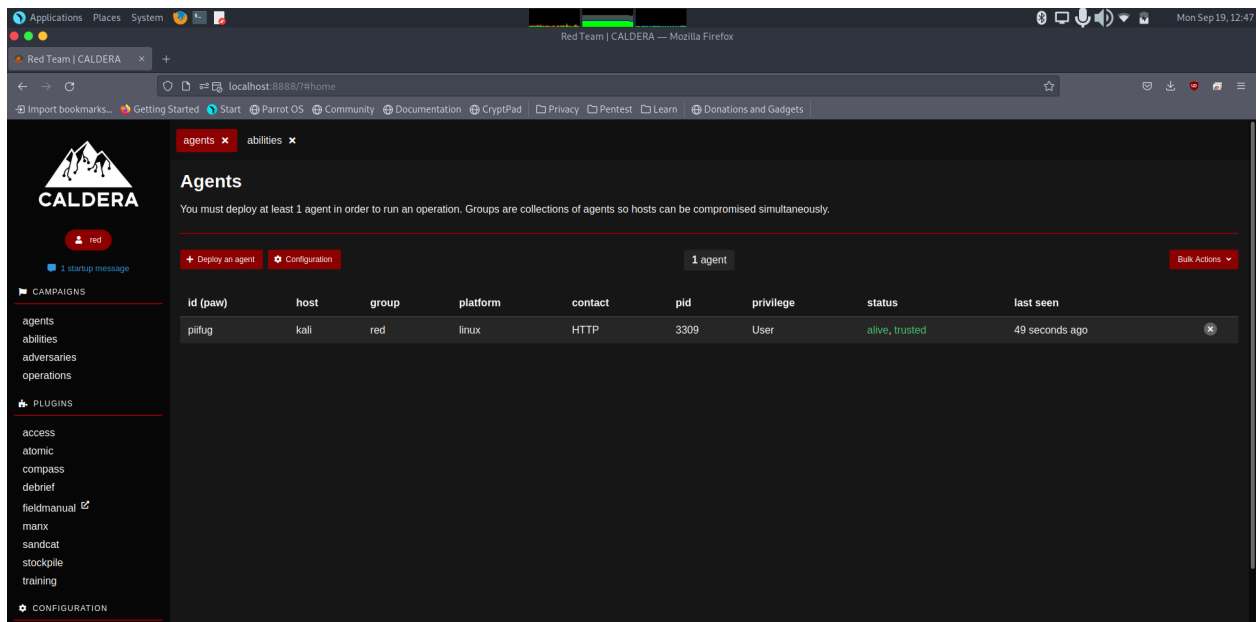 Applications Places System Mon Sep 19, 12:47
Red Team | CALDERA — Mozilla Firefox
Red Team | CALDERA × +
localhost:8888/?#home
Import bookmarks... Getting Started Start Parrot OS Community Documentation CryptPad Privacy Pentest Learn Donations and Gadgets
CALDERA
red
1 startup message
CAMPAIGNS
agents
abilities
adversaries
operations
PLUGINS
access
atomic
compass
debrief
fieldmanual
manx
sandcat
stockpile
training
CONFIGURATION
agents × abilities ×
Agents
You must deploy at least 1 agent in order to run an operation. Groups are collections of agents so hosts can be compromised simultaneously.
+ Deploy an agent Configuration 1 agent Bulk Actions
id (paw) host group platform contact pid privilege status last seen
piifug kali red linux HTTP 3309 User alive, trusted 49 seconds ago